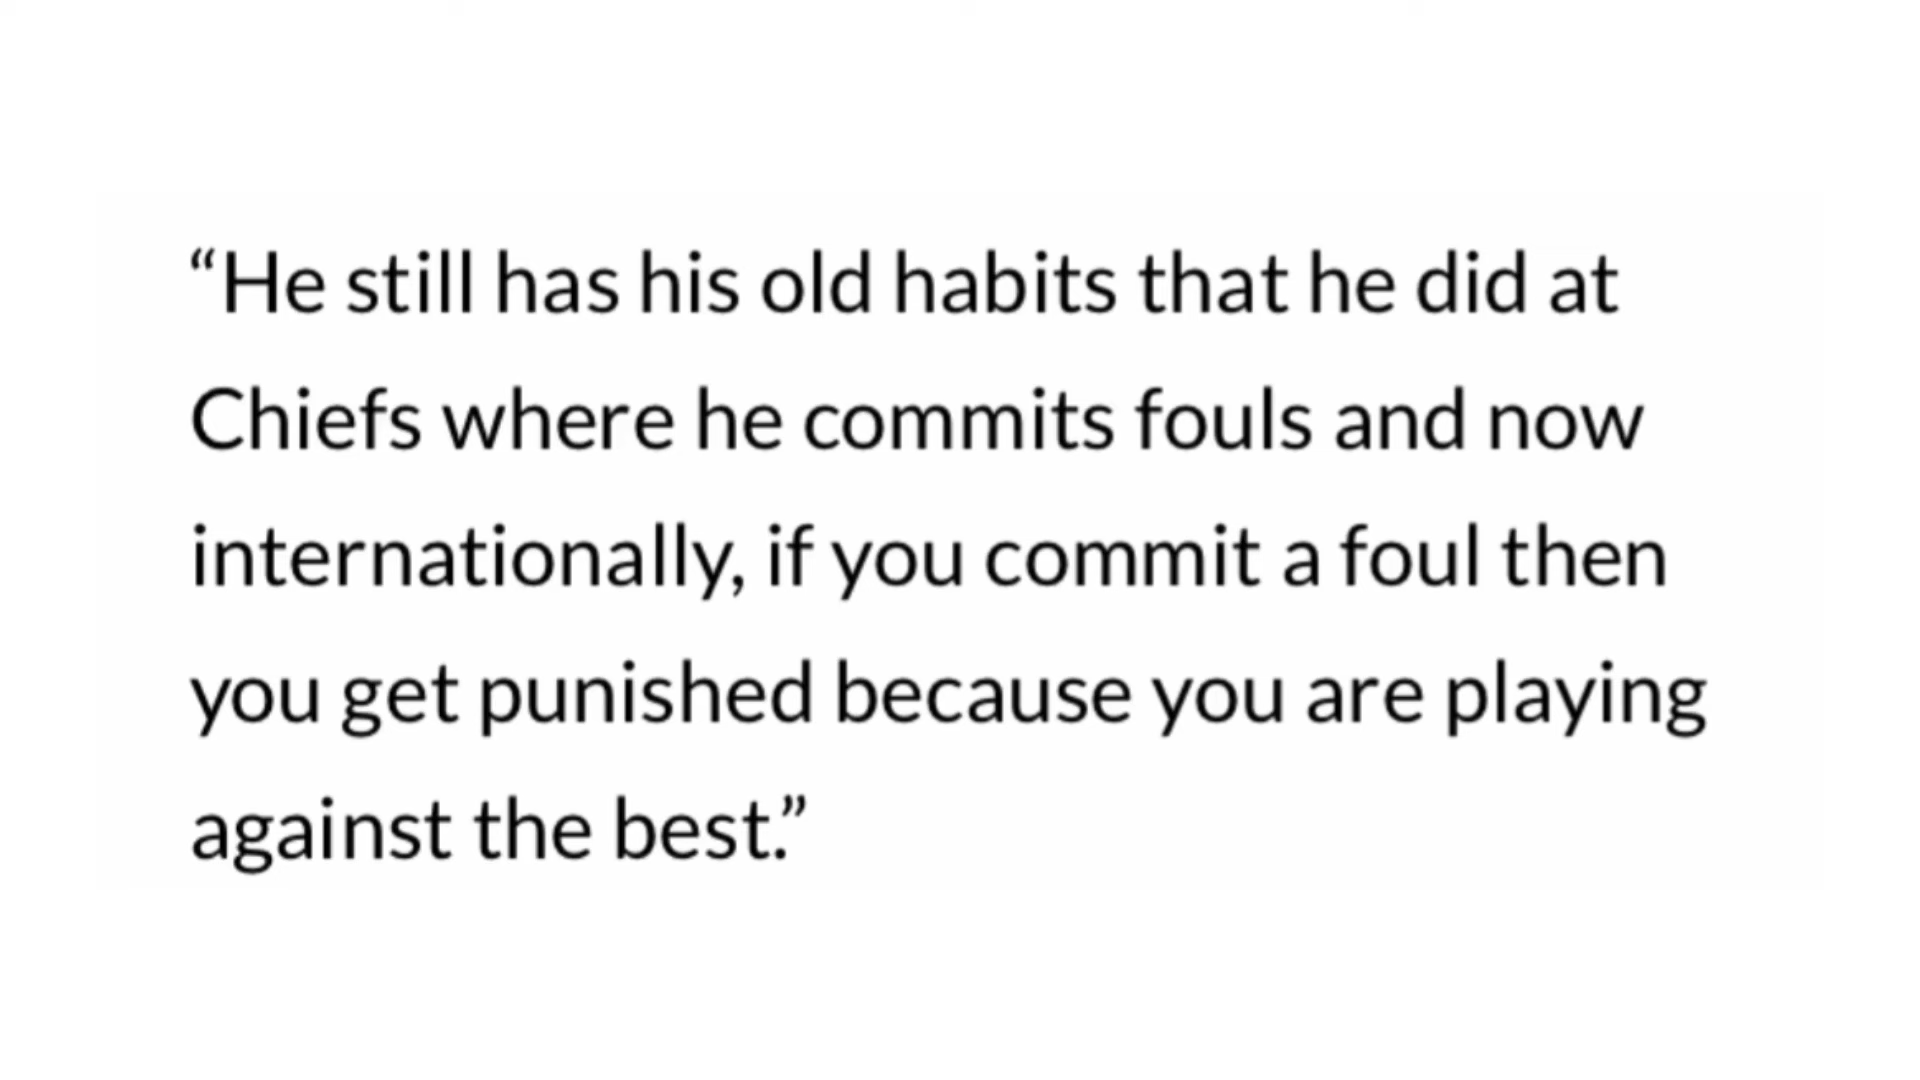 “He still has his old habits that he did at
Chiefs where he commits fouls and now
internationally, if you commit a foul then
you get punished because you are playing
against the best.”